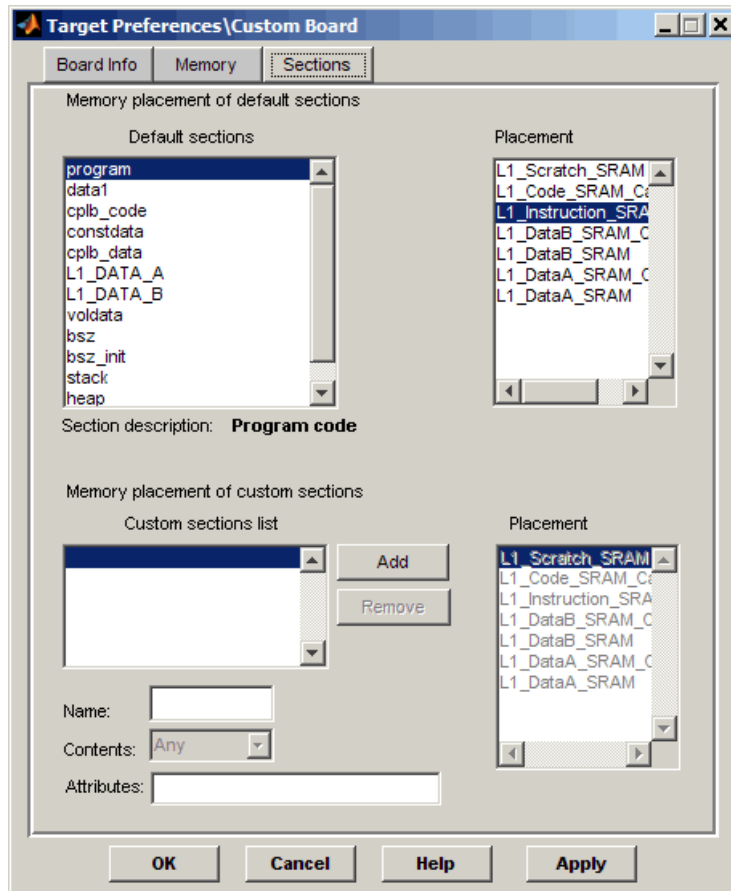 Target Preferences\Custom Board
Board Info Memory Sections
Memory placement of default sections
Default sections
program
data1
cplb_code
constdata
cplb_data
L1_DATA_A
L1_DATA_B
voldata
bsz
bsz_init
stack
heap
Placement
L1_Scratch_SRAM
L1_Code_SRAM_Ca
L1_Instruction_SRA
L1_DataB_SRAM_C
L1_DataB_SRAM
L1_DataA_SRAM_C
L1_DataA_SRAM
Section description: Program code
Memory placement of custom sections
Custom sections list
Add
Remove
Placement
L1_Scratch_SRAM
L1_Code_SRAM_Ca
L1_Instruction_SRA
L1_DataB_SRAM_C
L1_DataB_SRAM
L1_DataA_SRAM_C
L1_DataA_SRAM
Name:
Contents: Any
Attributes:
OK Cancel Help Apply